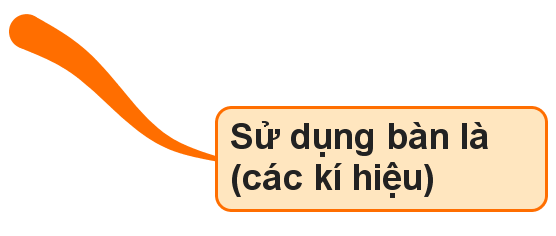 Sử dụng bàn là
(các kí hiệu)